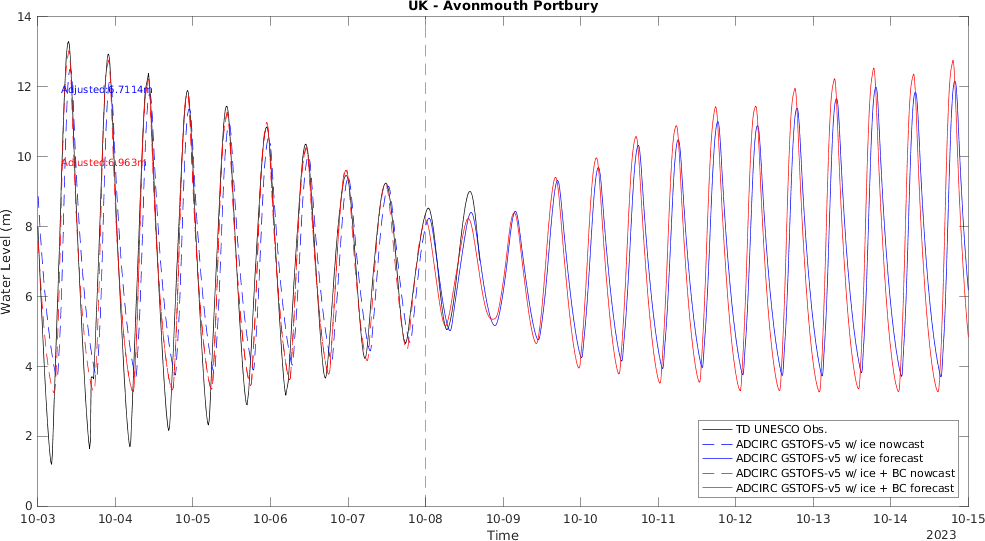 UK - Avonmouth Portbury
14
12
10
8
6
4
2
0
Water Level (m)
Adjusted:6.7114m
Adjusted:6.963m
TD UNESCO Obs.
ADCIRC GSTOFS-v5 w/ ice nowcast
ADCIRC GSTOFS-v5 w/ ice forecast
ADCIRC GSTOFS-v5 w/ ice + BC nowcast
ADCIRC GSTOFS-v5 w/ ice + BC forecast
10-03 10-04 10-05 10-06 10-07 10-08 10-09 10-10 10-11 10-12 10-13 10-14 10-15
Time
2023